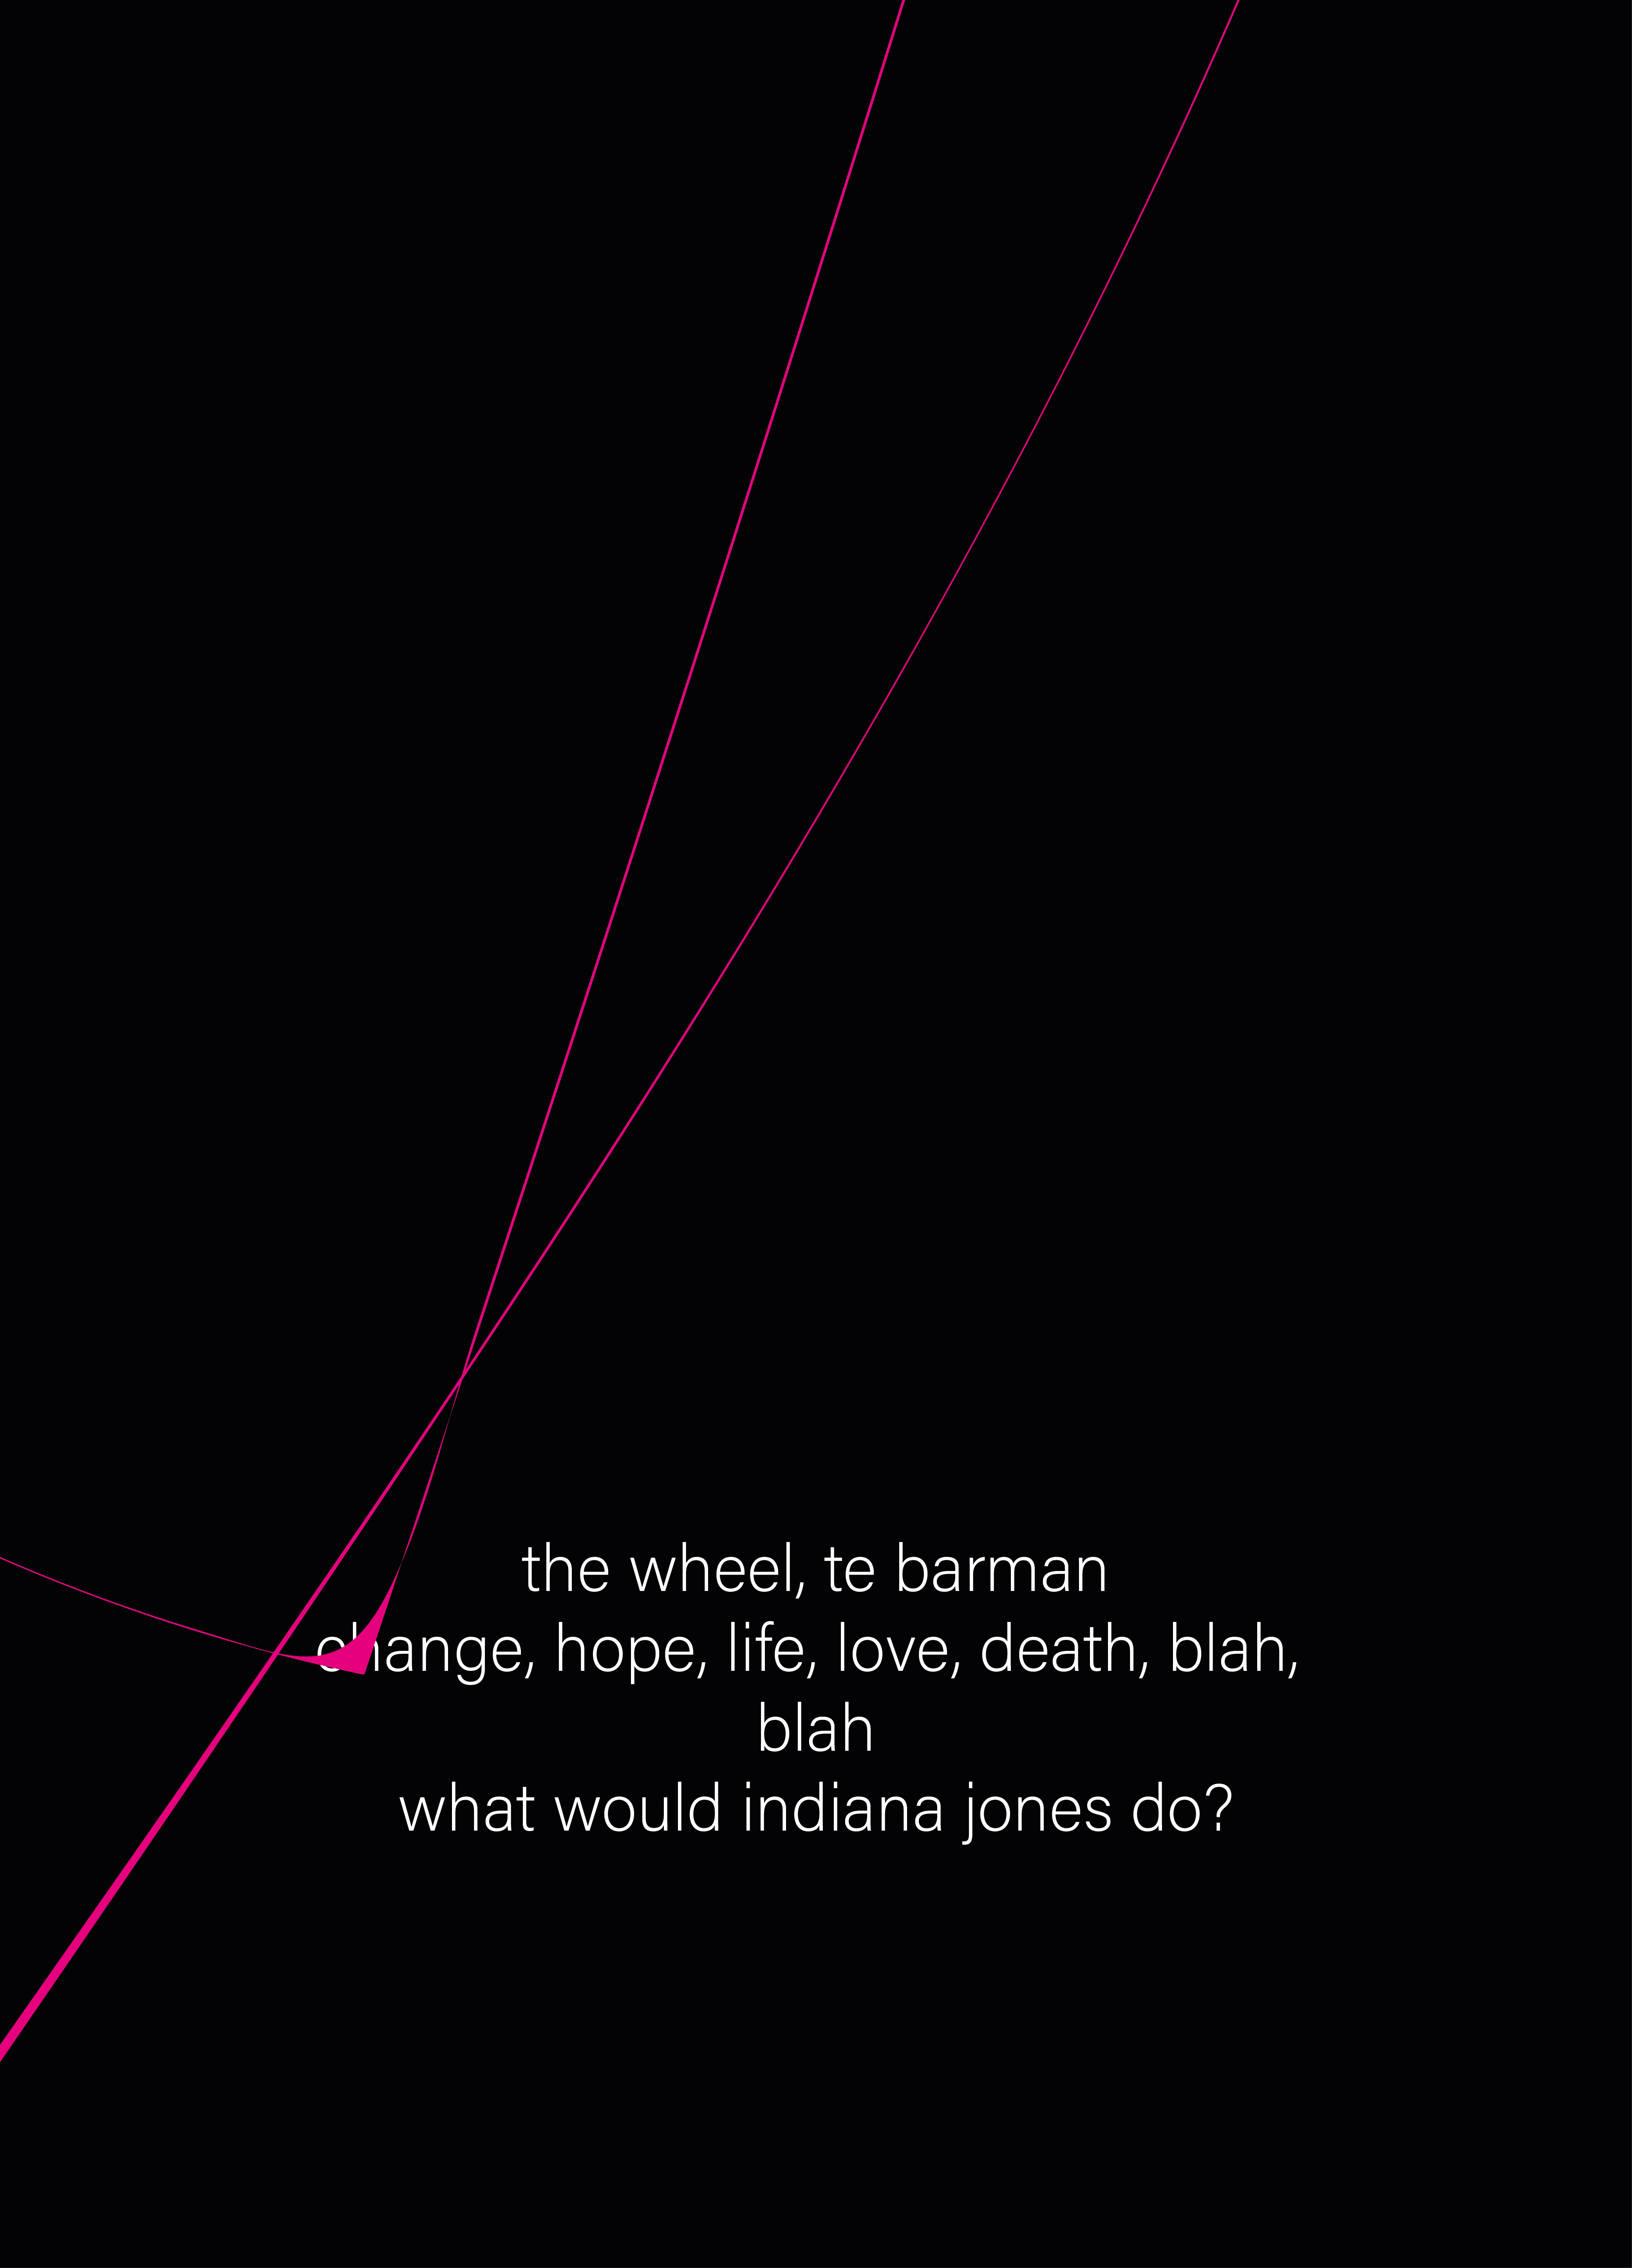 the wheel, te barman
change, hope, life, love, death, blah,
blah
what would indiana jones do?